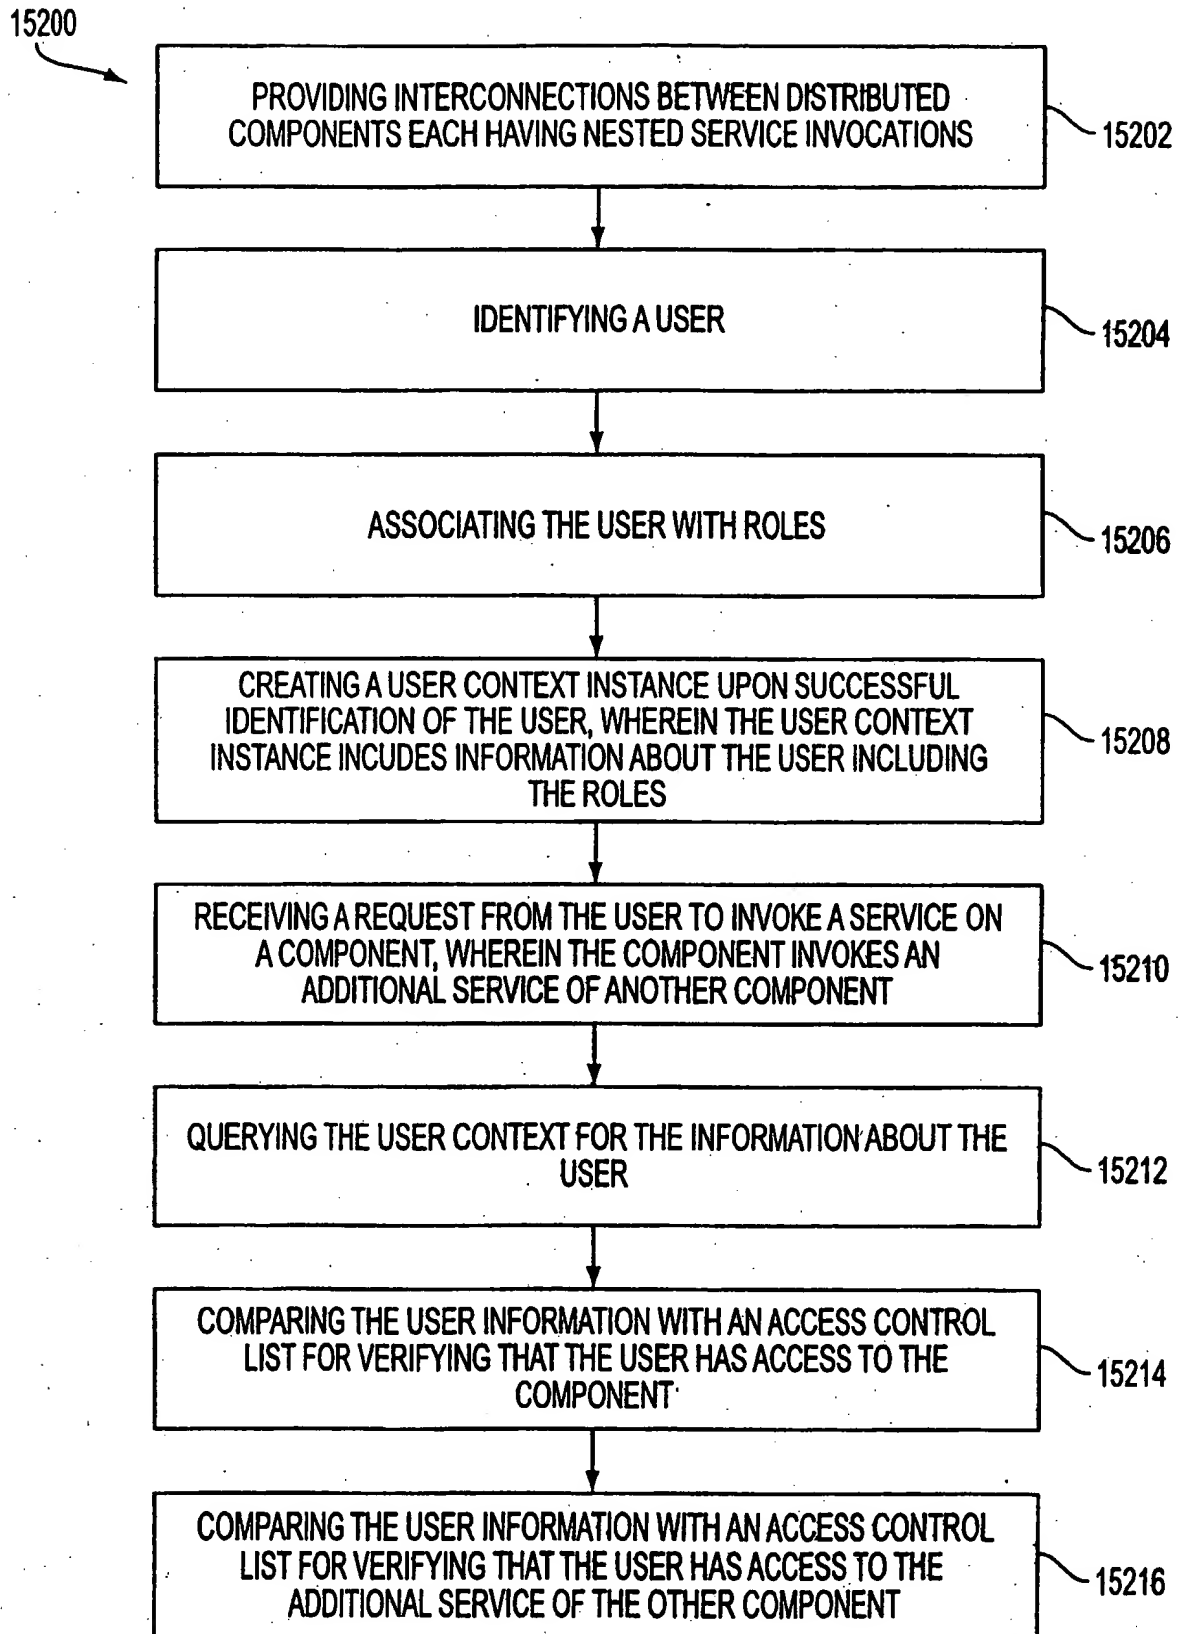 15200
PROVIDING INTERCONNECTIONS BETWEEN DISTRIBUTED
COMPONENTS EACH HAVING NESTED SERVICE INVOCATIONS
15202
IDENTIFYING A USER
15204
ASSOCIATING THE USER WITH ROLES
15206
CREATING A USER CONTEXT INSTANCE UPON SUCCESSFUL
IDENTIFICATION OF THE USER, WHEREIN THE USER CONTEXT
INSTANCE INCUDES INFORMATION ABOUT THE USER INCLUDING
THE ROLES
15208
RECEIVING A REQUEST FROM THE USER TO INVOKE A SERVICE ON
A COMPONENT, WHEREIN THE COMPONENT INVOKES AN
ADDITIONAL SERVICE OF ANOTHER COMPONENT
15210
QUERYING THE USER CONTEXT FOR THE INFORMATION ABOUT THE
USER
15212
COMPARING THE USER INFORMATION WITH AN ACCESS CONTROL
LIST FOR VERIFYING THAT THE USER HAS ACCESS TO THE
COMPONENT
15214
COMPARING THE USER INFORMATION WITH AN ACCESS CONTROL
LIST FOR VERIFYING THAT THE USER HAS ACCESS TO THE
ADDITIONAL SERVICE OF THE OTHER COMPONENT
15216